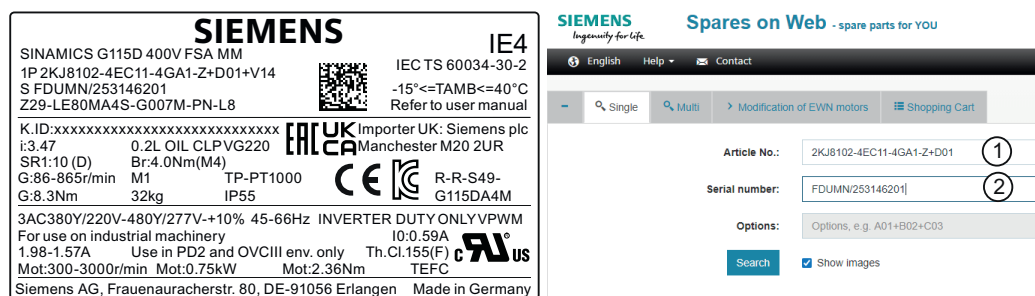 SIEMENS
SINAMICS G115D 400V FSA MM
IE4
1P 2KJ8102-4EC11-4GA1-Z+D01+V14
IEC TS 60034-30-2
S FDUMN/253146201
-15°<=TAMB<=40°C
Z29-LE80MA4S-G007M-PN-L8
Refer to user manual
K.ID:xxxxxxxxxxxxxxxxxxxxxxxxxxxx
EAC
UK CA
Importer UK: Siemens plc
i:3.47 0.2L OIL CLPVG220
Manchester M20 2UR
SR1:10 (D) Br:4.0Nm(M4)
G:86-865r/min M1 TP-PT1000
CE
R-R-S49-
G:8.3Nm 32kg IP55
G115DA4M
3AC380Y/220V-480Y/277V-+10% 45-66Hz INVERTER DUTY ONLY VPWM
For use on industrial machinery I0:0.59A
1.98-1.57A Use in PD2 and OVCIII env. only Th.Cl.155(F)
c RU US
Mot:300-3000r/min Mot:0.75kW Mot:2.36Nm TEFC
Siemens AG, Frauenauracherstr. 80, DE-91056 Erlangen Made in Germany
SIEMENS
Ingenuity for life
Spares on Web - spare parts for YOU
English Help Contact
Single Multi Modification of EWN motors Shopping Cart
Article No.: 2KJ8102-4EC11-4GA1-Z+D01 1
Serial number: FDUMN/253146201 2
Options: Options, e.g. A01+B02+C03
Search Show images